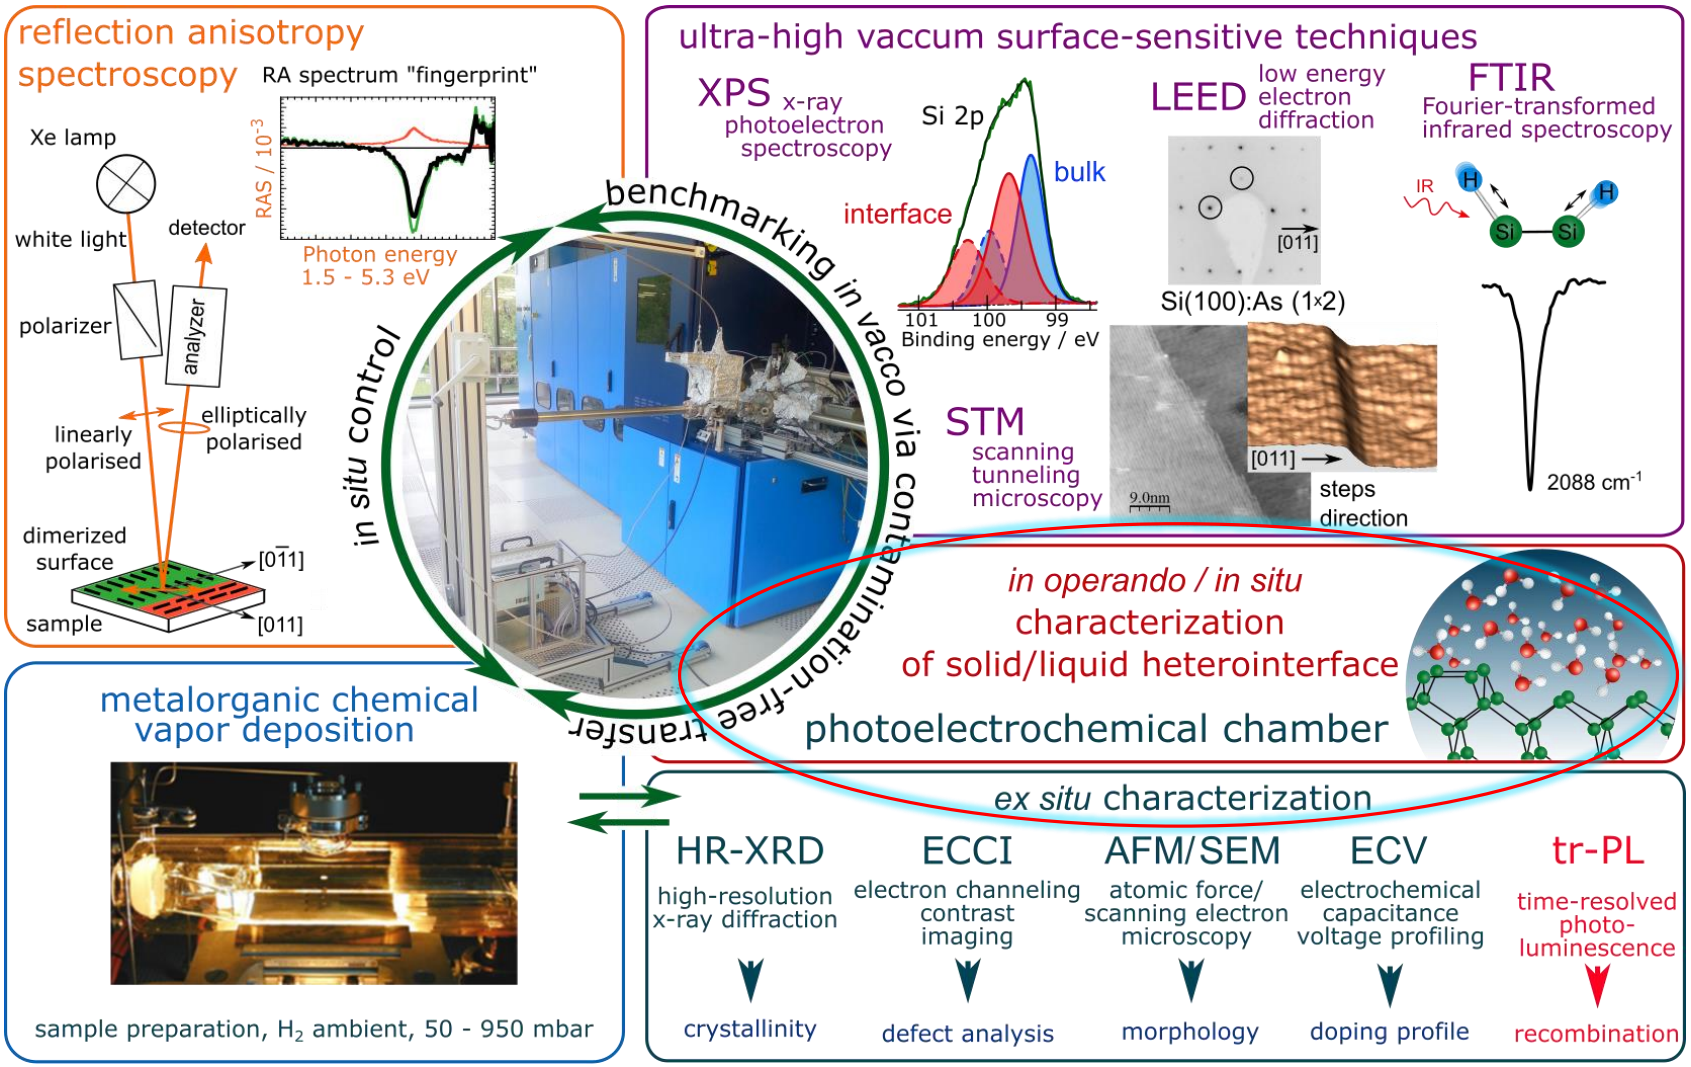 reflection anisotropy
spectroscopy
RA spectrum "fingerprint"
Xe lamp
RAS / 10⁻³
white light
detector
Photon energy
1.5 - 5.3 eV
polarizer
analyzer
linearly
polarised
elliptically
polarised
dimerized
surface
[01̅1]
[011]
sample
in situ control
benchmarking in vacco via contamination-free transfer
ultra-high vaccum surface-sensitive techniques
XPS x-ray
photoelectron
spectroscopy
Si 2p
interface
bulk
101 100 99
Binding energy / eV
LEED
low energy
electron
diffraction
[011]
Si(100):As (1×2)
FTIR
Fourier-transformed
infrared spectroscopy
IR
H
H
Si
Si
2088 cm⁻¹
STM
scanning
tunneling
microscopy
9.0nm
[011]
steps
direction
in operando / in situ
characterization
of solid/liquid heterointerface
photoelectrochemical chamber
metalorganic chemical
vapor deposition
sample preparation, H₂ ambient, 50 - 950 mbar
ex situ characterization
HR-XRD
high-resolution
x-ray diffraction
crystallinity
ECCI
electron channeling
contrast
imaging
defect analysis
AFM/SEM
atomic force/
scanning electron
microscopy
morphology
ECV
electrochemical
capacitance
voltage profiling
doping profile
tr-PL
time-resolved
photo-
luminescence
recombination